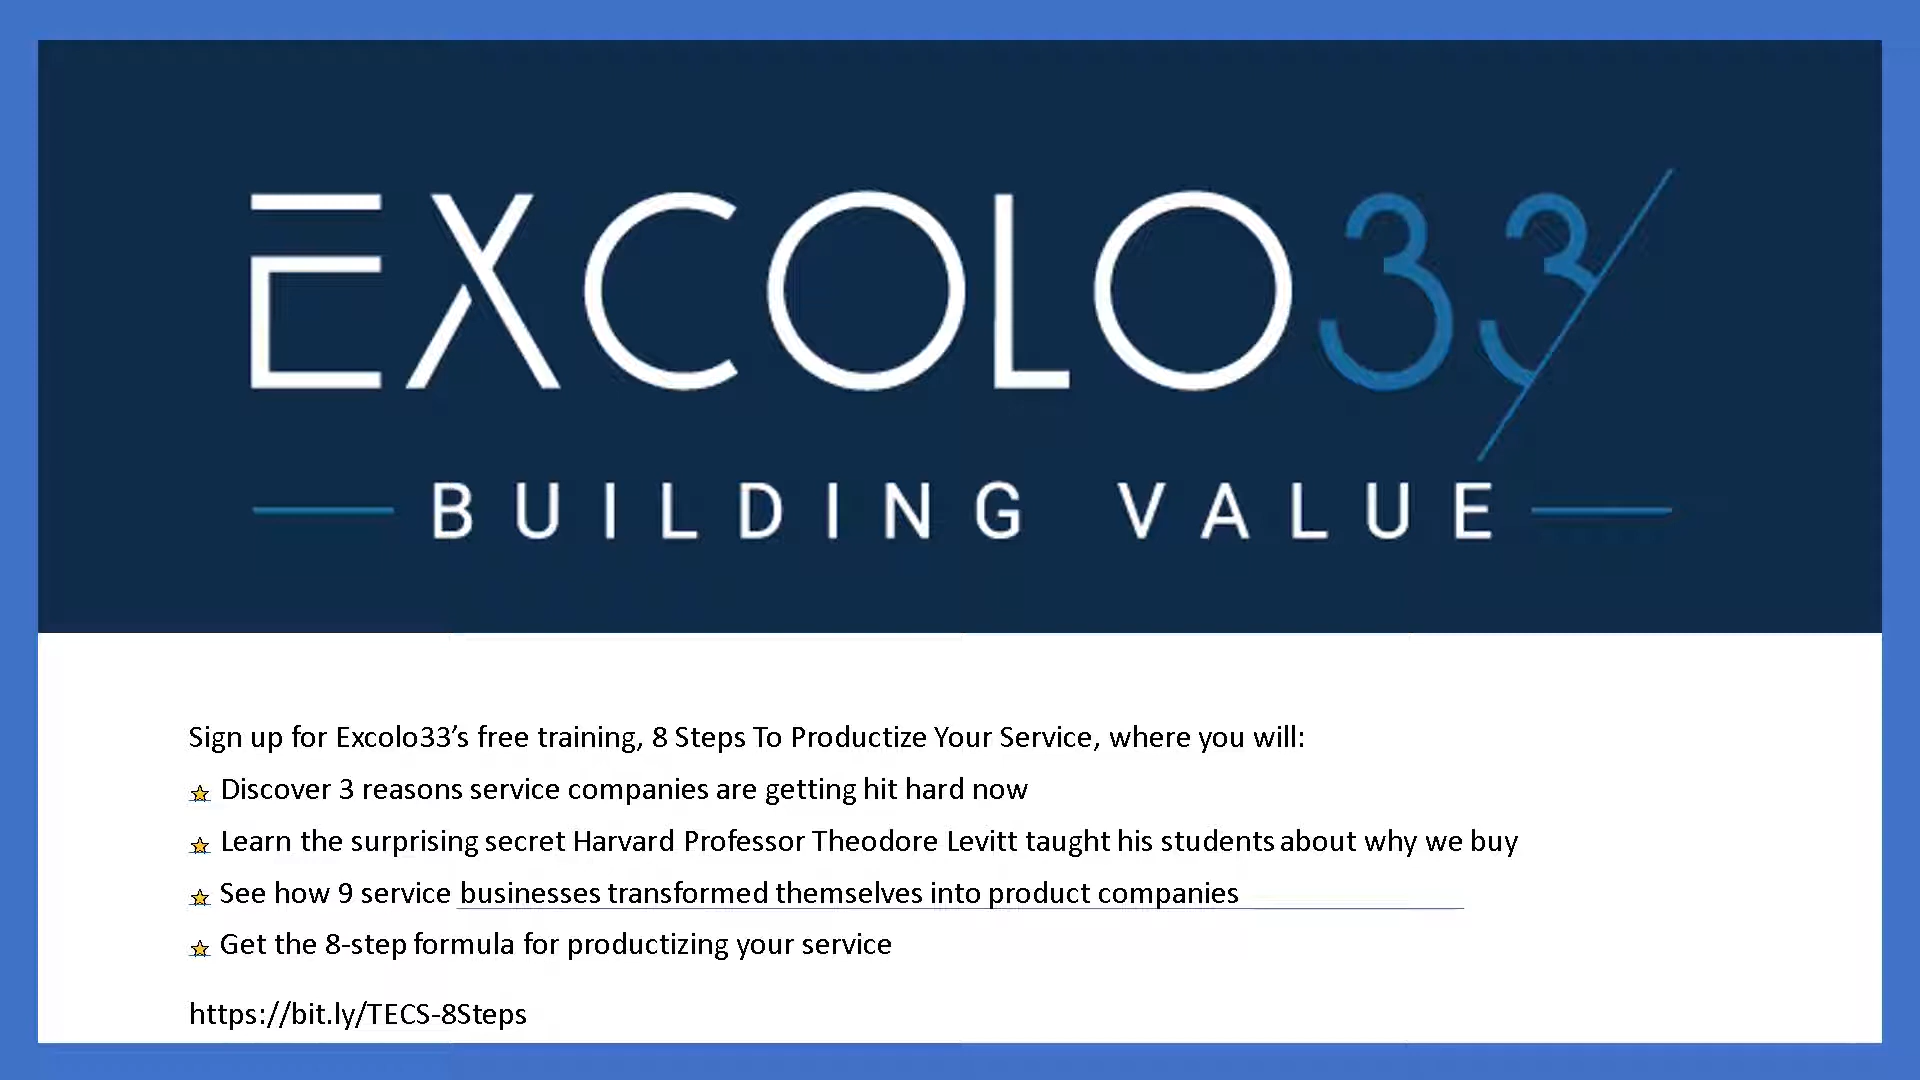 EXCOLO33
BUILDING VALUE
Sign up for Excolo33’s free training, 8 Steps To Productize Your Service, where you will:
Discover 3 reasons service companies are getting hit hard now
Learn the surprising secret Harvard Professor Theodore Levitt taught his students about why we buy
See how 9 service businesses transformed themselves into product companies
Get the 8-step formula for productizing your service
https://bit.ly/TECS-8Steps